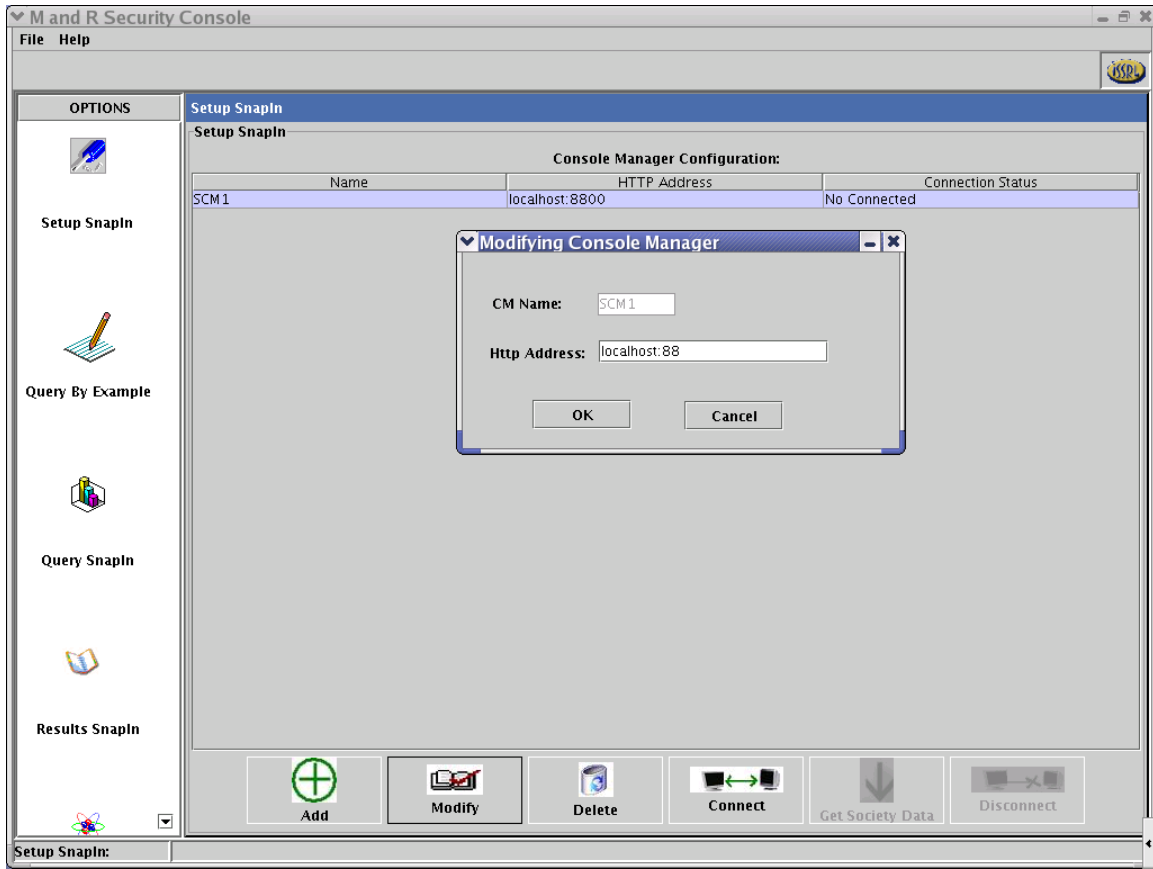 M and R Security Console
File Help
ISSRL
OPTIONS
Setup SnapIn
Setup SnapIn
Console Manager Configuration:
Name HTTP Address Connection Status
SCM1 localhost:8800 No Connected
Setup SnapIn
Modifying Console Manager
CM Name: SCM1
Http Address: localhost:88
OK Cancel
Query By Example
Query SnapIn
Results SnapIn
Add Modify Delete Connect Get Society Data Disconnect
Setup SnapIn: